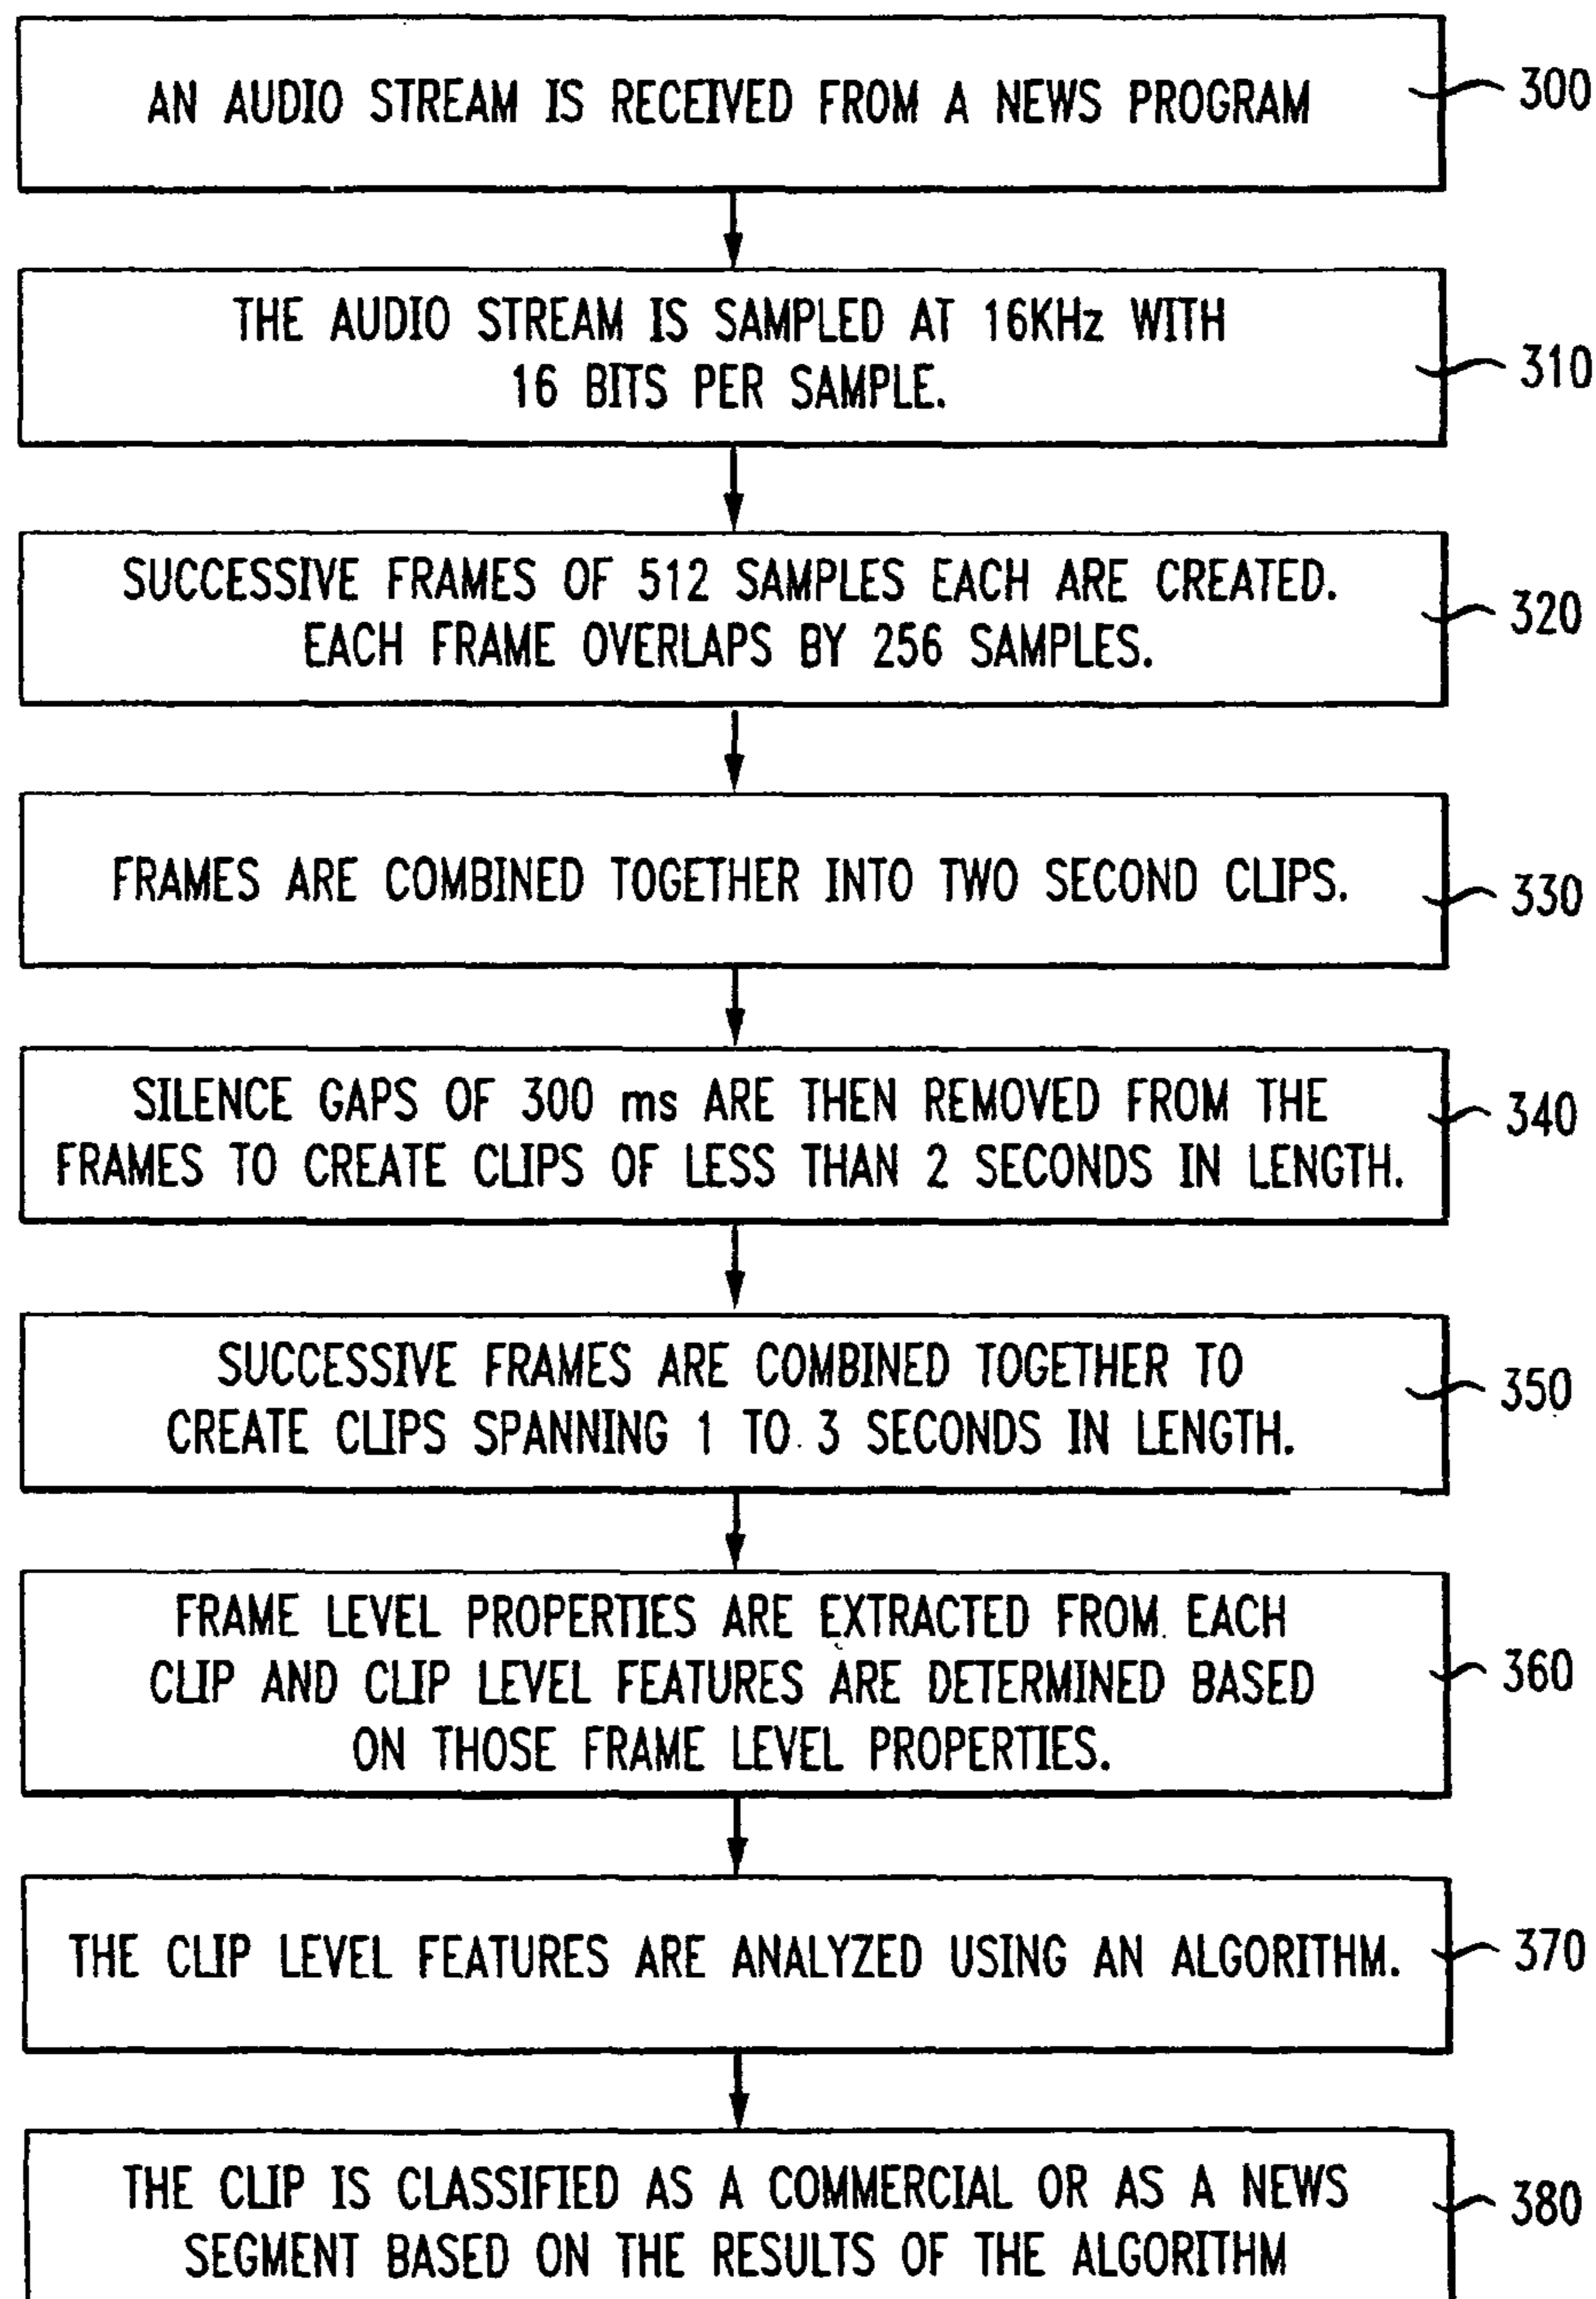 AN AUDIO STREAM IS RECEIVED FROM A NEWS PROGRAM
300
THE AUDIO STREAM IS SAMPLED AT 16KHz WITH
16 BITS PER SAMPLE.
310
SUCCESSIVE FRAMES OF 512 SAMPLES EACH ARE CREATED.
EACH FRAME OVERLAPS BY 256 SAMPLES.
320
FRAMES ARE COMBINED TOGETHER INTO TWO SECOND CLIPS.
330
SILENCE GAPS OF 300 ms ARE THEN REMOVED FROM THE
FRAMES TO CREATE CLIPS OF LESS THAN 2 SECONDS IN LENGTH.
340
SUCCESSIVE FRAMES ARE COMBINED TOGETHER TO
CREATE CLIPS SPANNING 1 TO 3 SECONDS IN LENGTH.
350
FRAME LEVEL PROPERTIES ARE EXTRACTED FROM EACH
CLIP AND CLIP LEVEL FEATURES ARE DETERMINED BASED
ON THOSE FRAME LEVEL PROPERTIES.
360
THE CLIP LEVEL FEATURES ARE ANALYZED USING AN ALGORITHM.
370
THE CLIP IS CLASSIFIED AS A COMMERCIAL OR AS A NEWS
SEGMENT BASED ON THE RESULTS OF THE ALGORITHM
380